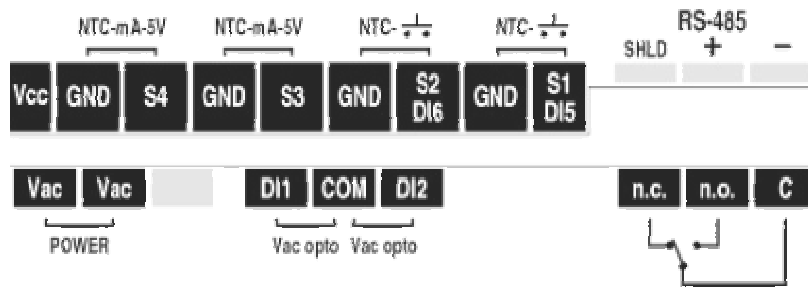 NTC-mA-5V NTC-mA-5V NTC- NTC- RS-485
SHLD + −
Vcc GND S4 GND S3 GND S2 DI6 GND S1 DI5
Vac Vac DI1 COM DI2 n.c. n.o. C
POWER Vac opto Vac opto